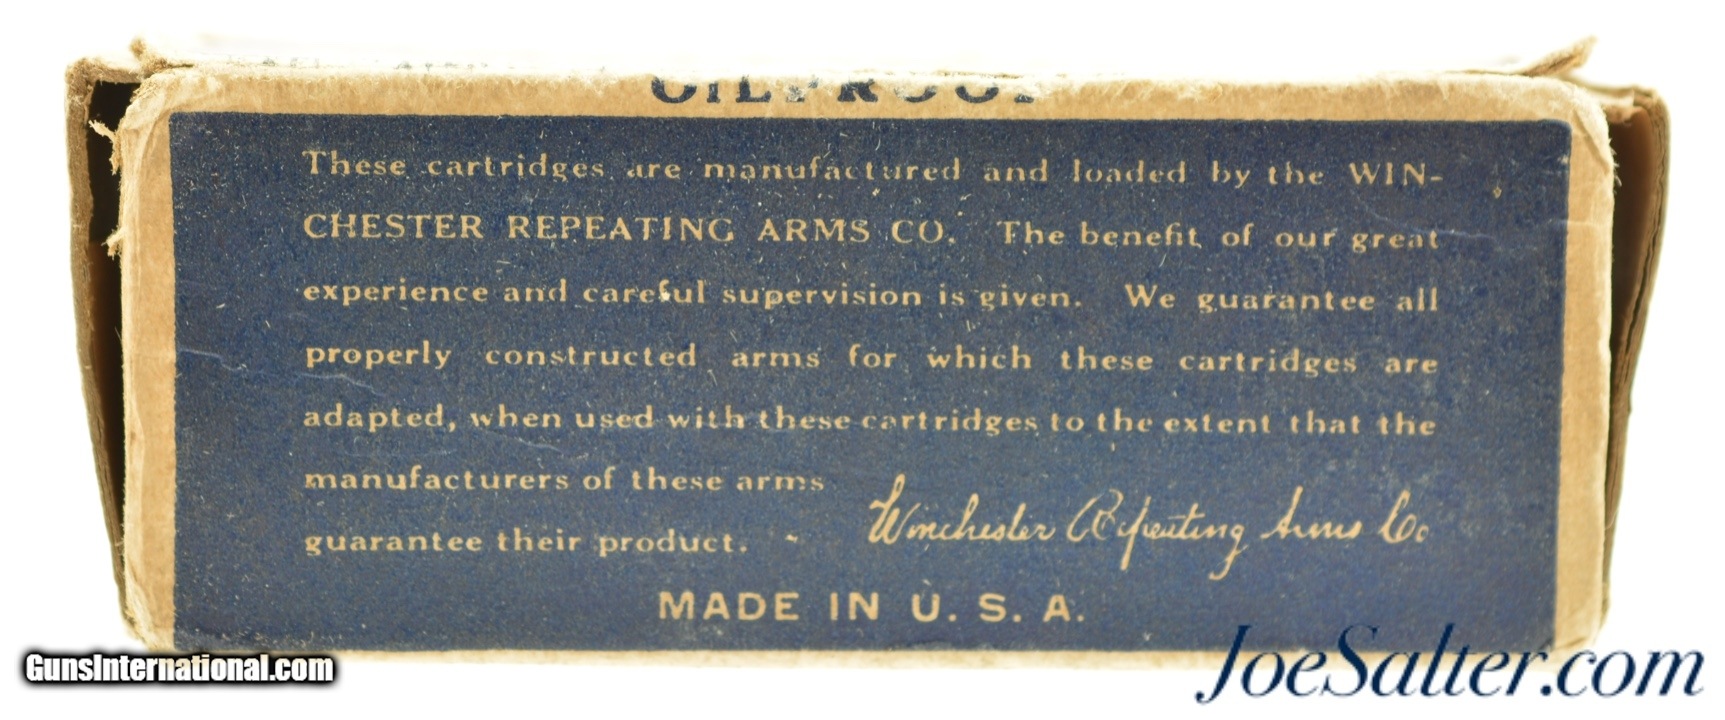 OILPROOF
These cartridges are manufactured and loaded by the WIN-
CHESTER REPEATING ARMS CO. The benefit of our great
experience and careful supervision is given. We guarantee all
properly constructed arms for which these cartridges are
adapted, when used with these cartridges to the extent that the
manufacturers of these arms
guarantee their product. -
Winchester Repeating Arms Co
MADE IN U. S. A.
GunsInternational.com
JoeSalter.com